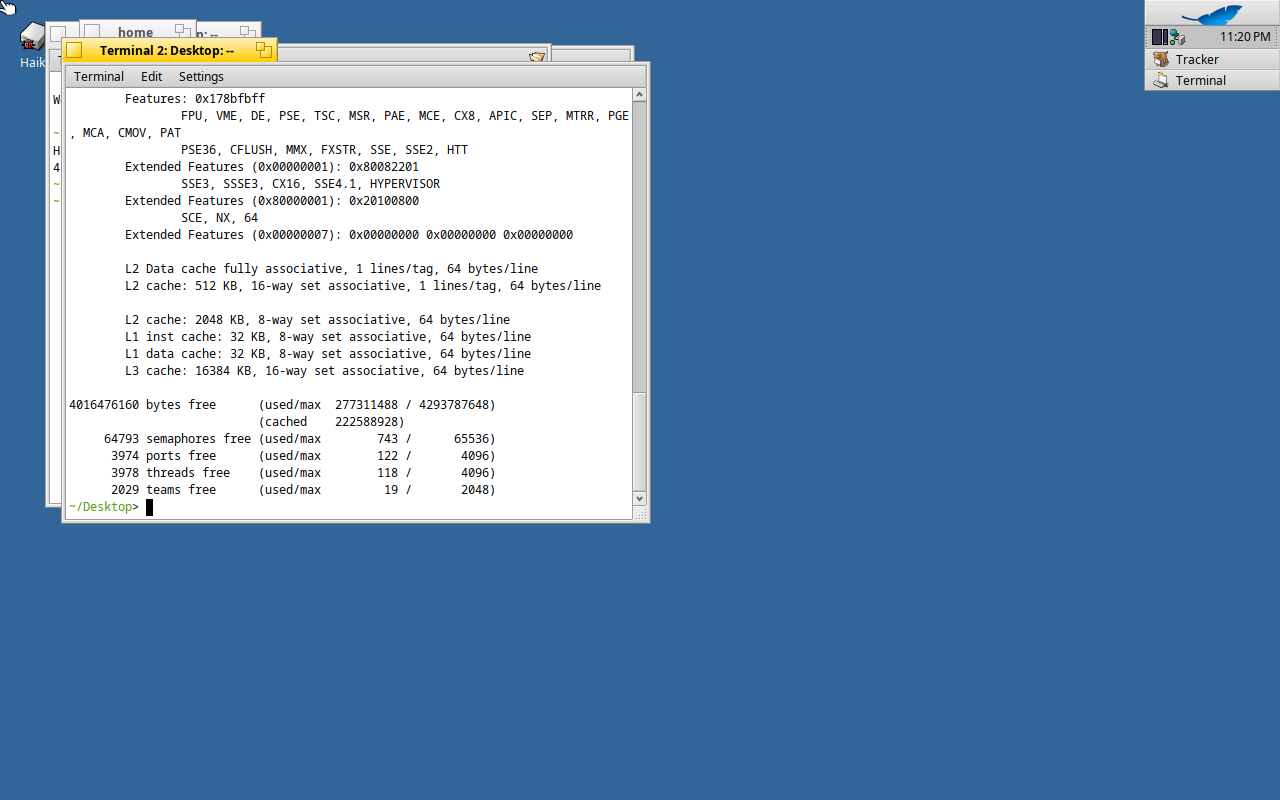 home
n: --
Terminal 2: Desktop: --
11:20 PM
Tracker
Terminal
Haik
Terminal Edit Settings
Features: 0x178bfbff
FPU, VME, DE, PSE, TSC, MSR, PAE, MCE, CX8, APIC, SEP, MTRR, PGE
, MCA, CMOV, PAT
PSE36, CFLUSH, MMX, FXSTR, SSE, SSE2, HTT
Extended Features (0x00000001): 0x80082201
SSE3, SSSE3, CX16, SSE4.1, HYPERVISOR
Extended Features (0x80000001): 0x20100800
SCE, NX, 64
Extended Features (0x00000007): 0x00000000 0x00000000 0x00000000
L2 Data cache fully associative, 1 lines/tag, 64 bytes/line
L2 cache: 512 KB, 16-way set associative, 1 lines/tag, 64 bytes/line
L2 cache: 2048 KB, 8-way set associative, 64 bytes/line
L1 inst cache: 32 KB, 8-way set associative, 64 bytes/line
L1 data cache: 32 KB, 8-way set associative, 64 bytes/line
L3 cache: 16384 KB, 16-way set associative, 64 bytes/line
4016476160 bytes free (used/max 277311488 / 4293787648)
(cached 222588928)
64793 semaphores free (used/max 743 / 65536)
3974 ports free (used/max 122 / 4096)
3978 threads free (used/max 118 / 4096)
2029 teams free (used/max 19 / 2048)
~/Desktop>